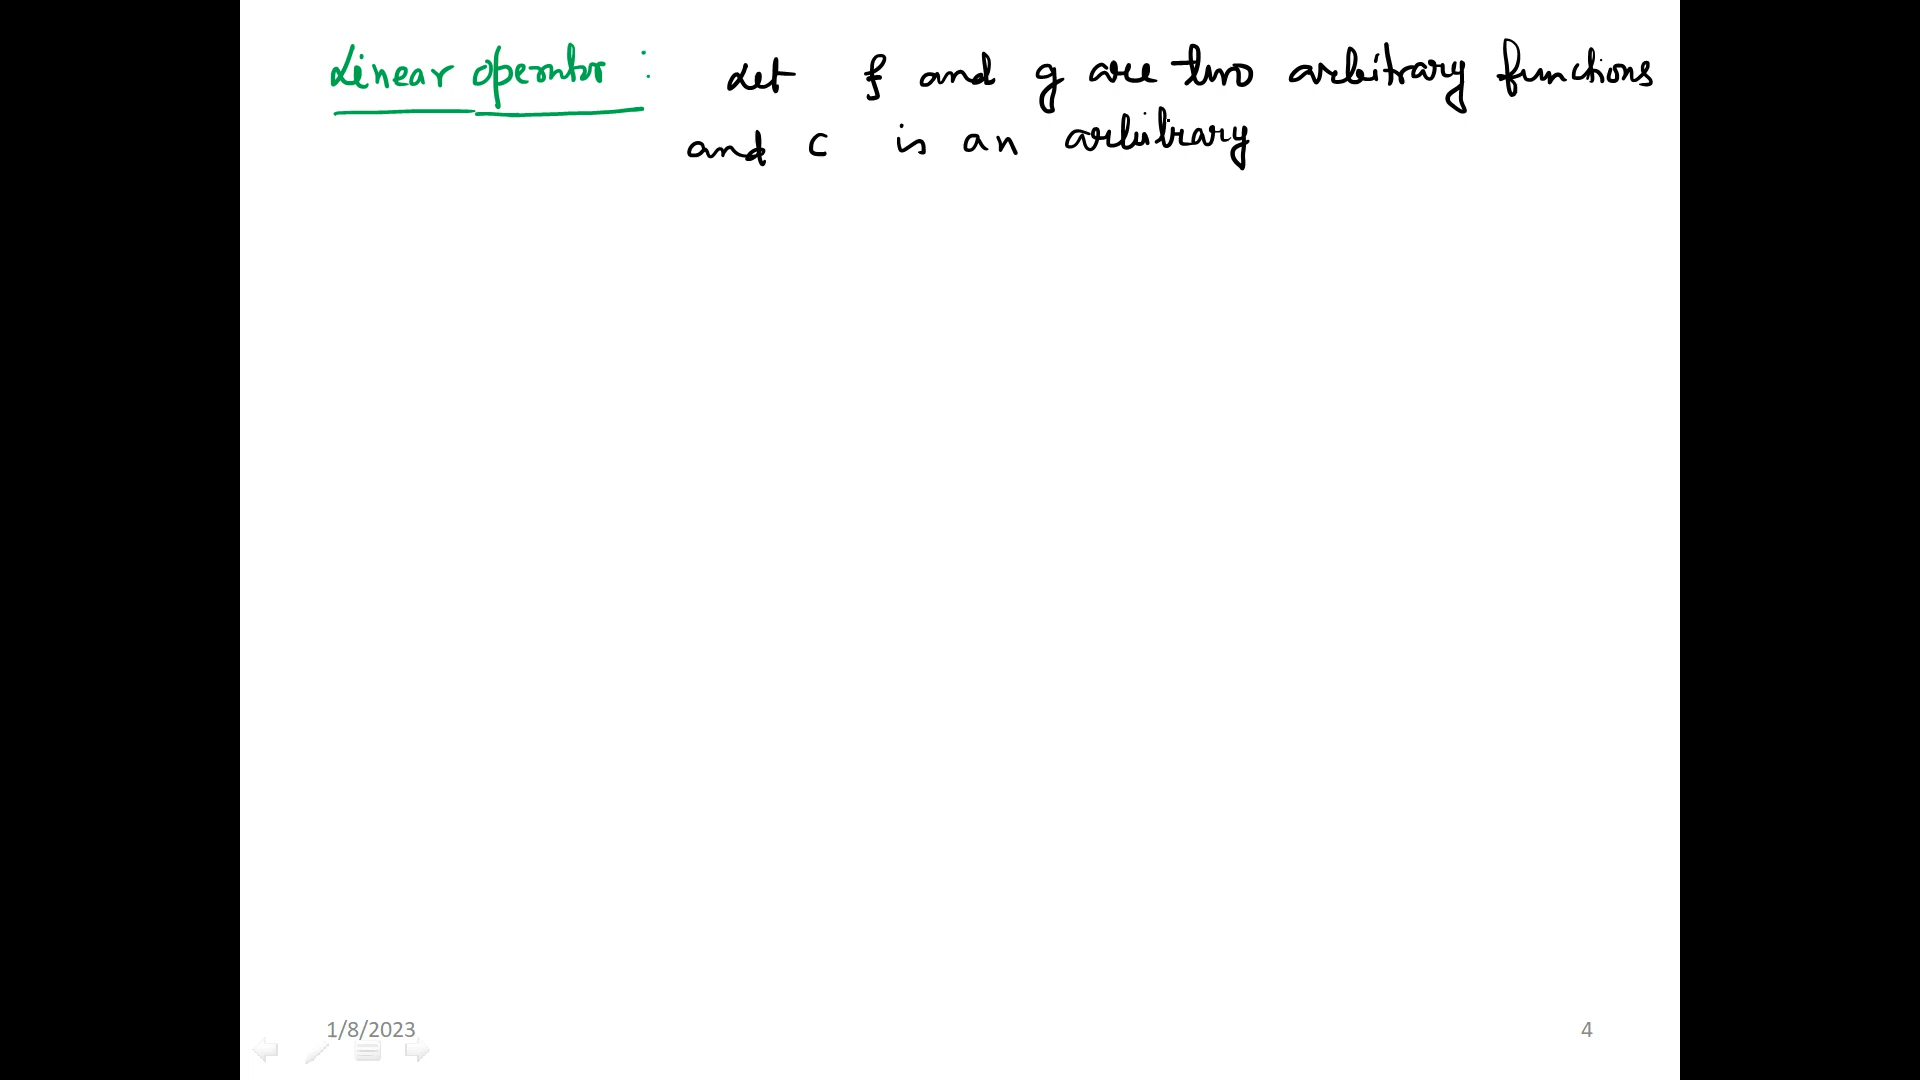 Linear operator : Let f and g are two arbitrary functions
and c is an arbitrary
1/8/2023
4